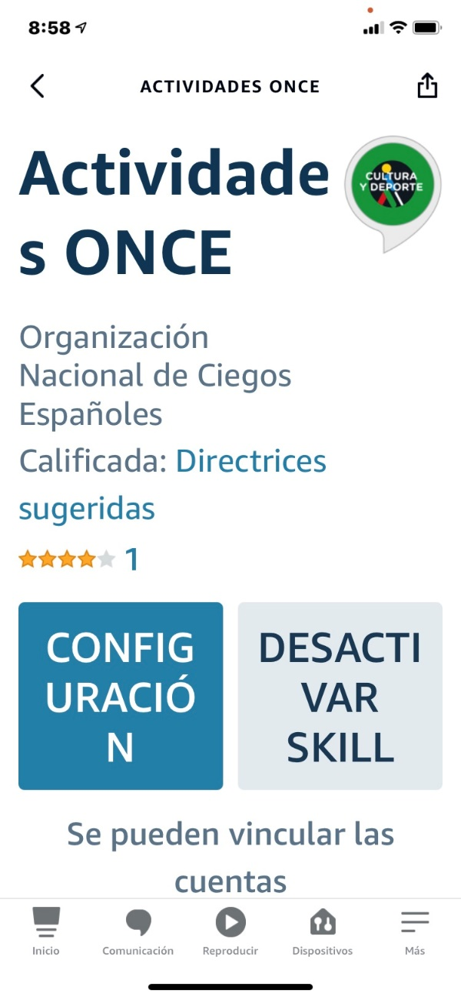 8:58
ACTIVIDADES ONCE
Actividade
s ONCE
CULTURA
Y DEPORTE
Organización
Nacional de Ciegos
Españoles
Calificada: Directrices
sugeridas
1
CONFIG
URACIÓ
N
DESACTI
VAR
SKILL
Se pueden vincular las
cuentas
Inicio
Comunicación
Reproducir
Dispositivos
Más